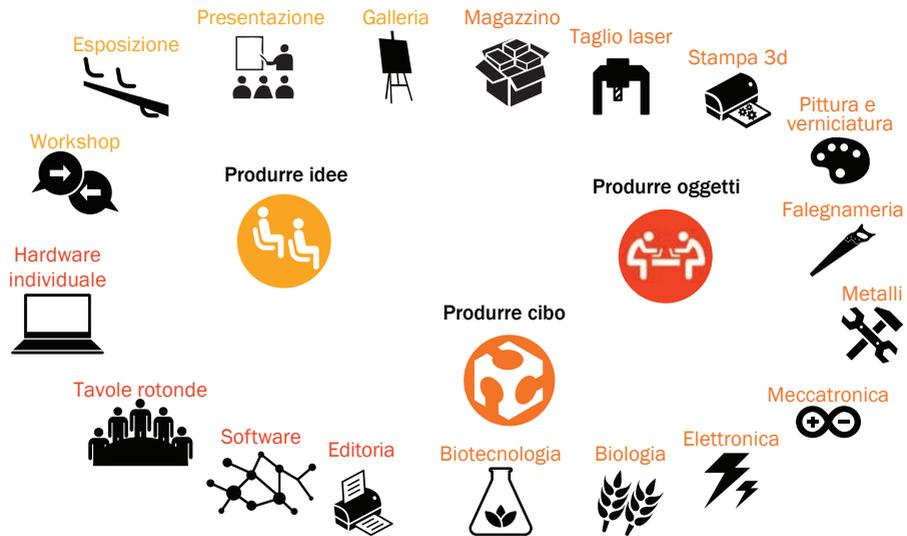 Presentazione
Galleria
Magazzino
Taglio laser
Esposizione
Stampa 3d
Pittura e
verniciatura
Workshop
Produrre idee
Produrre oggetti
Falegnameria
Hardware
individuale
Metalli
Produrre cibo
Tavole rotonde
Meccatronica
Software
Editoria
Biotecnologia
Biologia
Elettronica